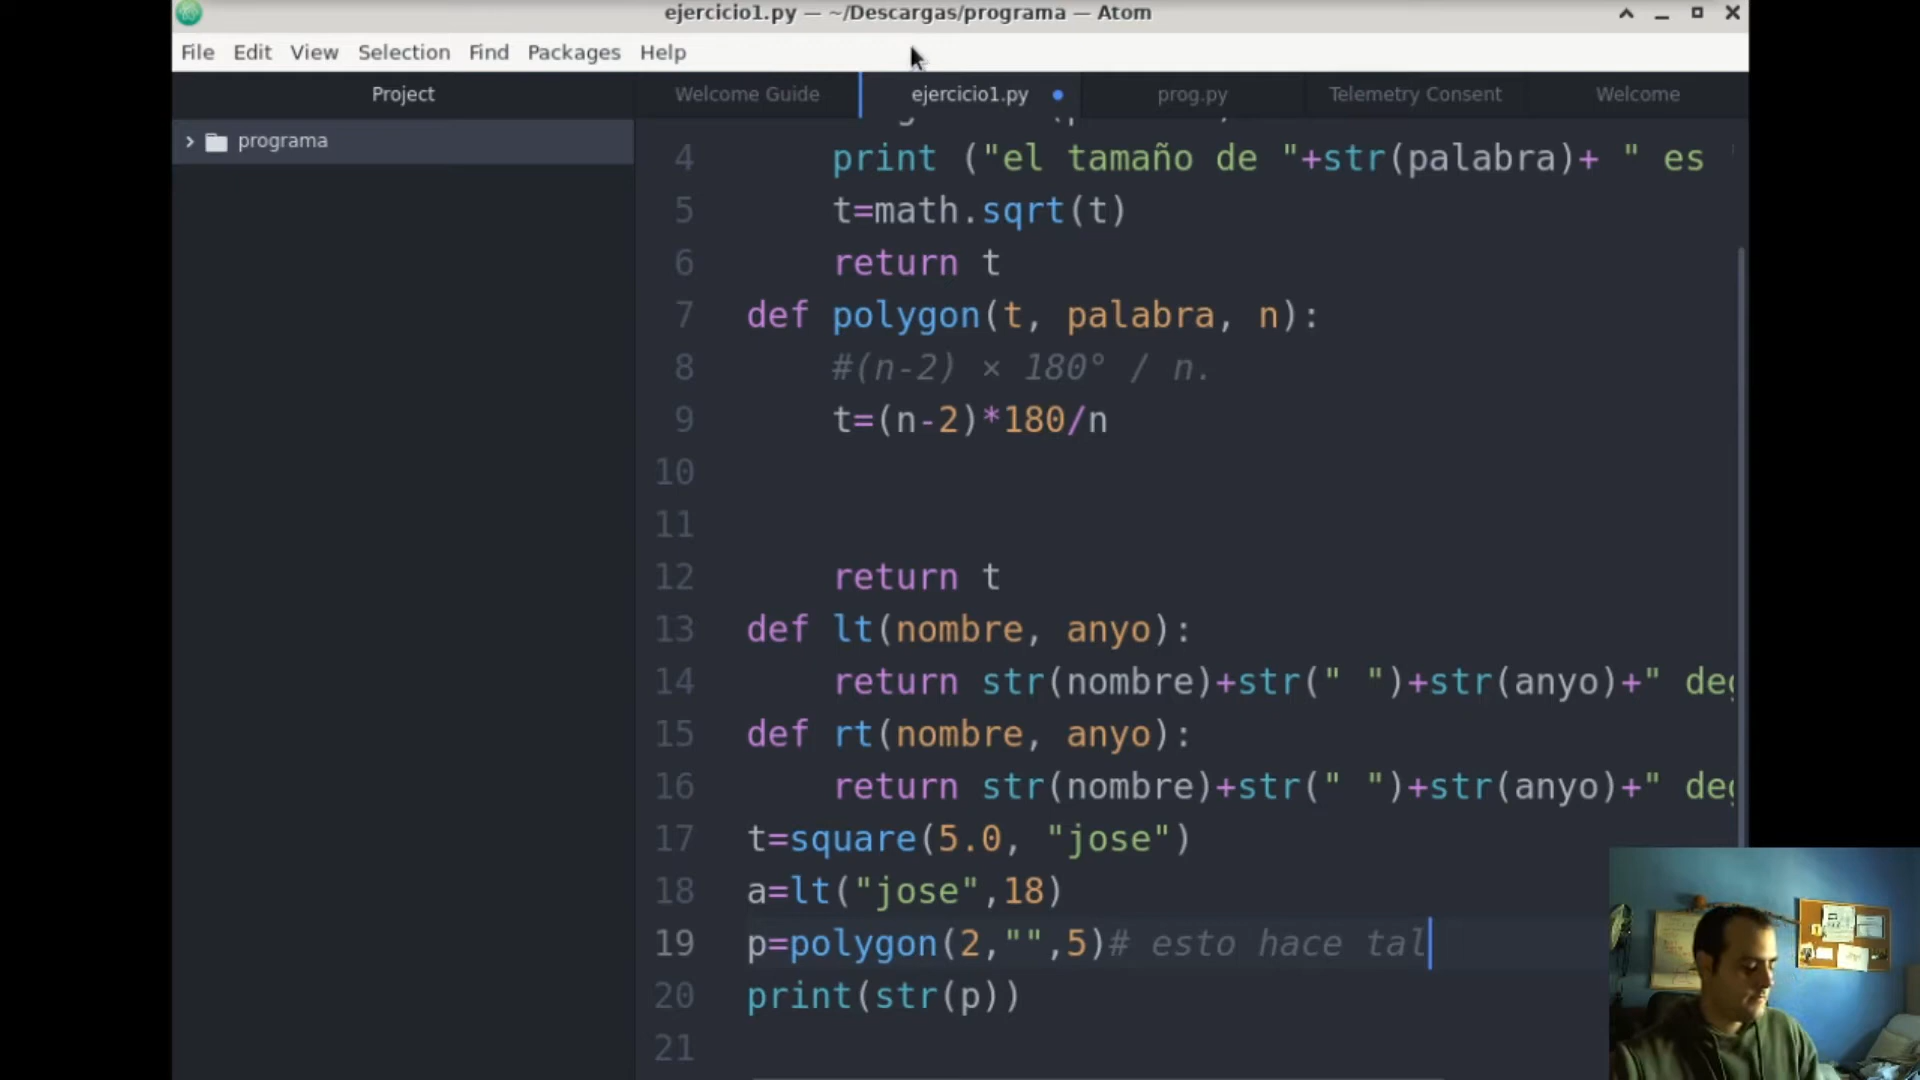 ejercicio1.py — ~/Descargas/programa — Atom
File Edit View Selection Find Packages Help
Project
Welcome Guide
ejercicio1.py
prog.py
Telemetry Consent
Welcome
programa
4 print ("el tamaño de "+str(palabra)+ " es
5 t=math.sqrt(t)
6 return t
7 def polygon(t, palabra, n):
8 #(n-2) × 180° / n.
9 t=(n-2)*180/n
10
11
12 return t
13 def lt(nombre, anyo):
14 return str(nombre)+str(" ")+str(anyo)+"
15 def rt(nombre, anyo):
16 return str(nombre)+str(" ")+str(anyo)+"
17 t=square(5.0, "jose")
18 a=lt("jose",18)
19 p=polygon(2,"",5)# esto hace tal
20 print(str(p))
21